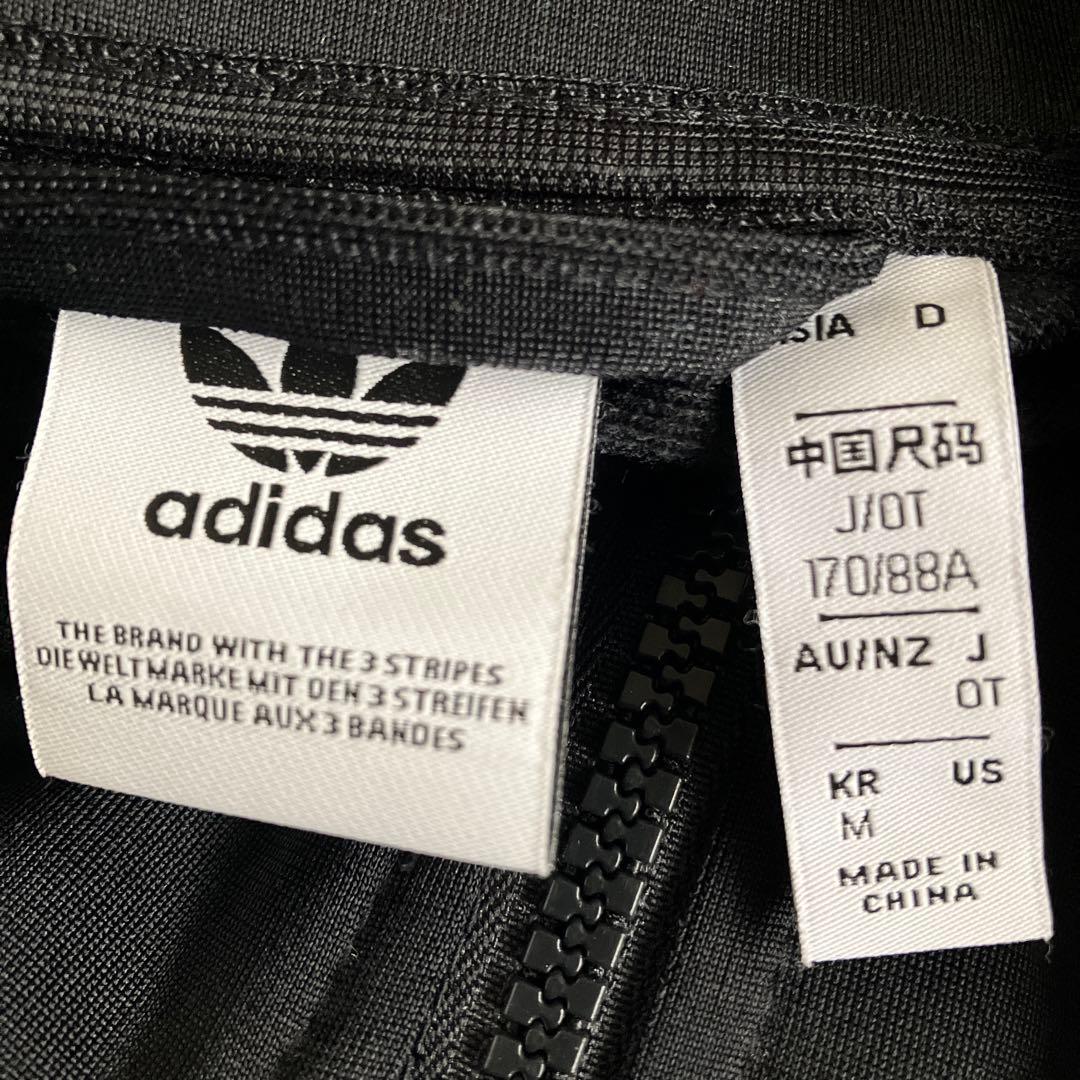 adidas
THE BRAND WITH THE 3 STRIPES
DIE WELTMARKE MIT DEN 3 STREIFEN
LA MARQUE AUX 3 BANDES
D
中国尺码
J/OT
170/88A
AU/NZ J
OT
KR US
M
MADE IN
CHINA